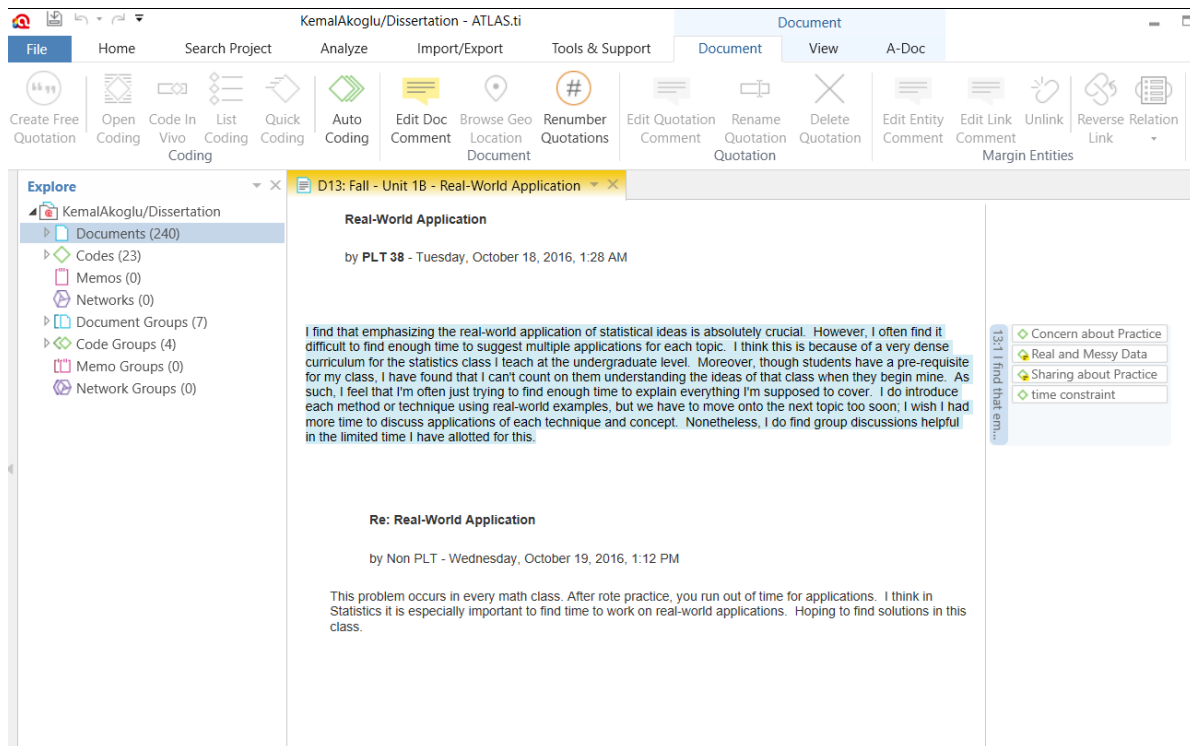 KemalAkoglu/Dissertation - ATLAS.ti
Document
File Home Search Project Analyze Import/Export Tools & Support Document View A-Doc
Create Free Quotation
Open Coding
Code In Vivo
List Coding
Quick Coding
Coding
Auto Coding
Edit Doc Comment
Browse Geo Location
Renumber Quotations
Document
Edit Quotation Comment
Rename Quotation
Delete Quotation
Quotation
Edit Entity Comment
Edit Link Comment
Unlink
Reverse Link
Relation
Margin Entities
Explore
KemalAkoglu/Dissertation
Documents (240)
Codes (23)
Memos (0)
Networks (0)
Document Groups (7)
Code Groups (4)
Memo Groups (0)
Network Groups (0)
D13: Fall - Unit 1B - Real-World Application
Real-World Application
by PLT 38 - Tuesday, October 18, 2016, 1:28 AM
I find that emphasizing the real-world application of statistical ideas is absolutely crucial. However, I often find it
difficult to find enough time to suggest multiple applications for each topic. I think this is because of a very dense
curriculum for the statistics class I teach at the undergraduate level. Moreover, though students have a pre-requisite
for my class, I have found that I can't count on them understanding the ideas of that class when they begin mine. As
such, I feel that I'm often just trying to find enough time to explain everything I'm supposed to cover. I do introduce
each method or technique using real-world examples, but we have to move onto the next topic too soon; I wish I had
more time to discuss applications of each technique and concept. Nonetheless, I do find group discussions helpful
in the limited time I have allotted for this.
13:1 I find that em...
Concern about Practice
Real and Messy Data
Sharing about Practice
time constraint
Re: Real-World Application
by Non PLT - Wednesday, October 19, 2016, 1:12 PM
This problem occurs in every math class. After rote practice, you run out of time for applications. I think in
Statistics it is especially important to find time to work on real-world applications. Hoping to find solutions in this
class.